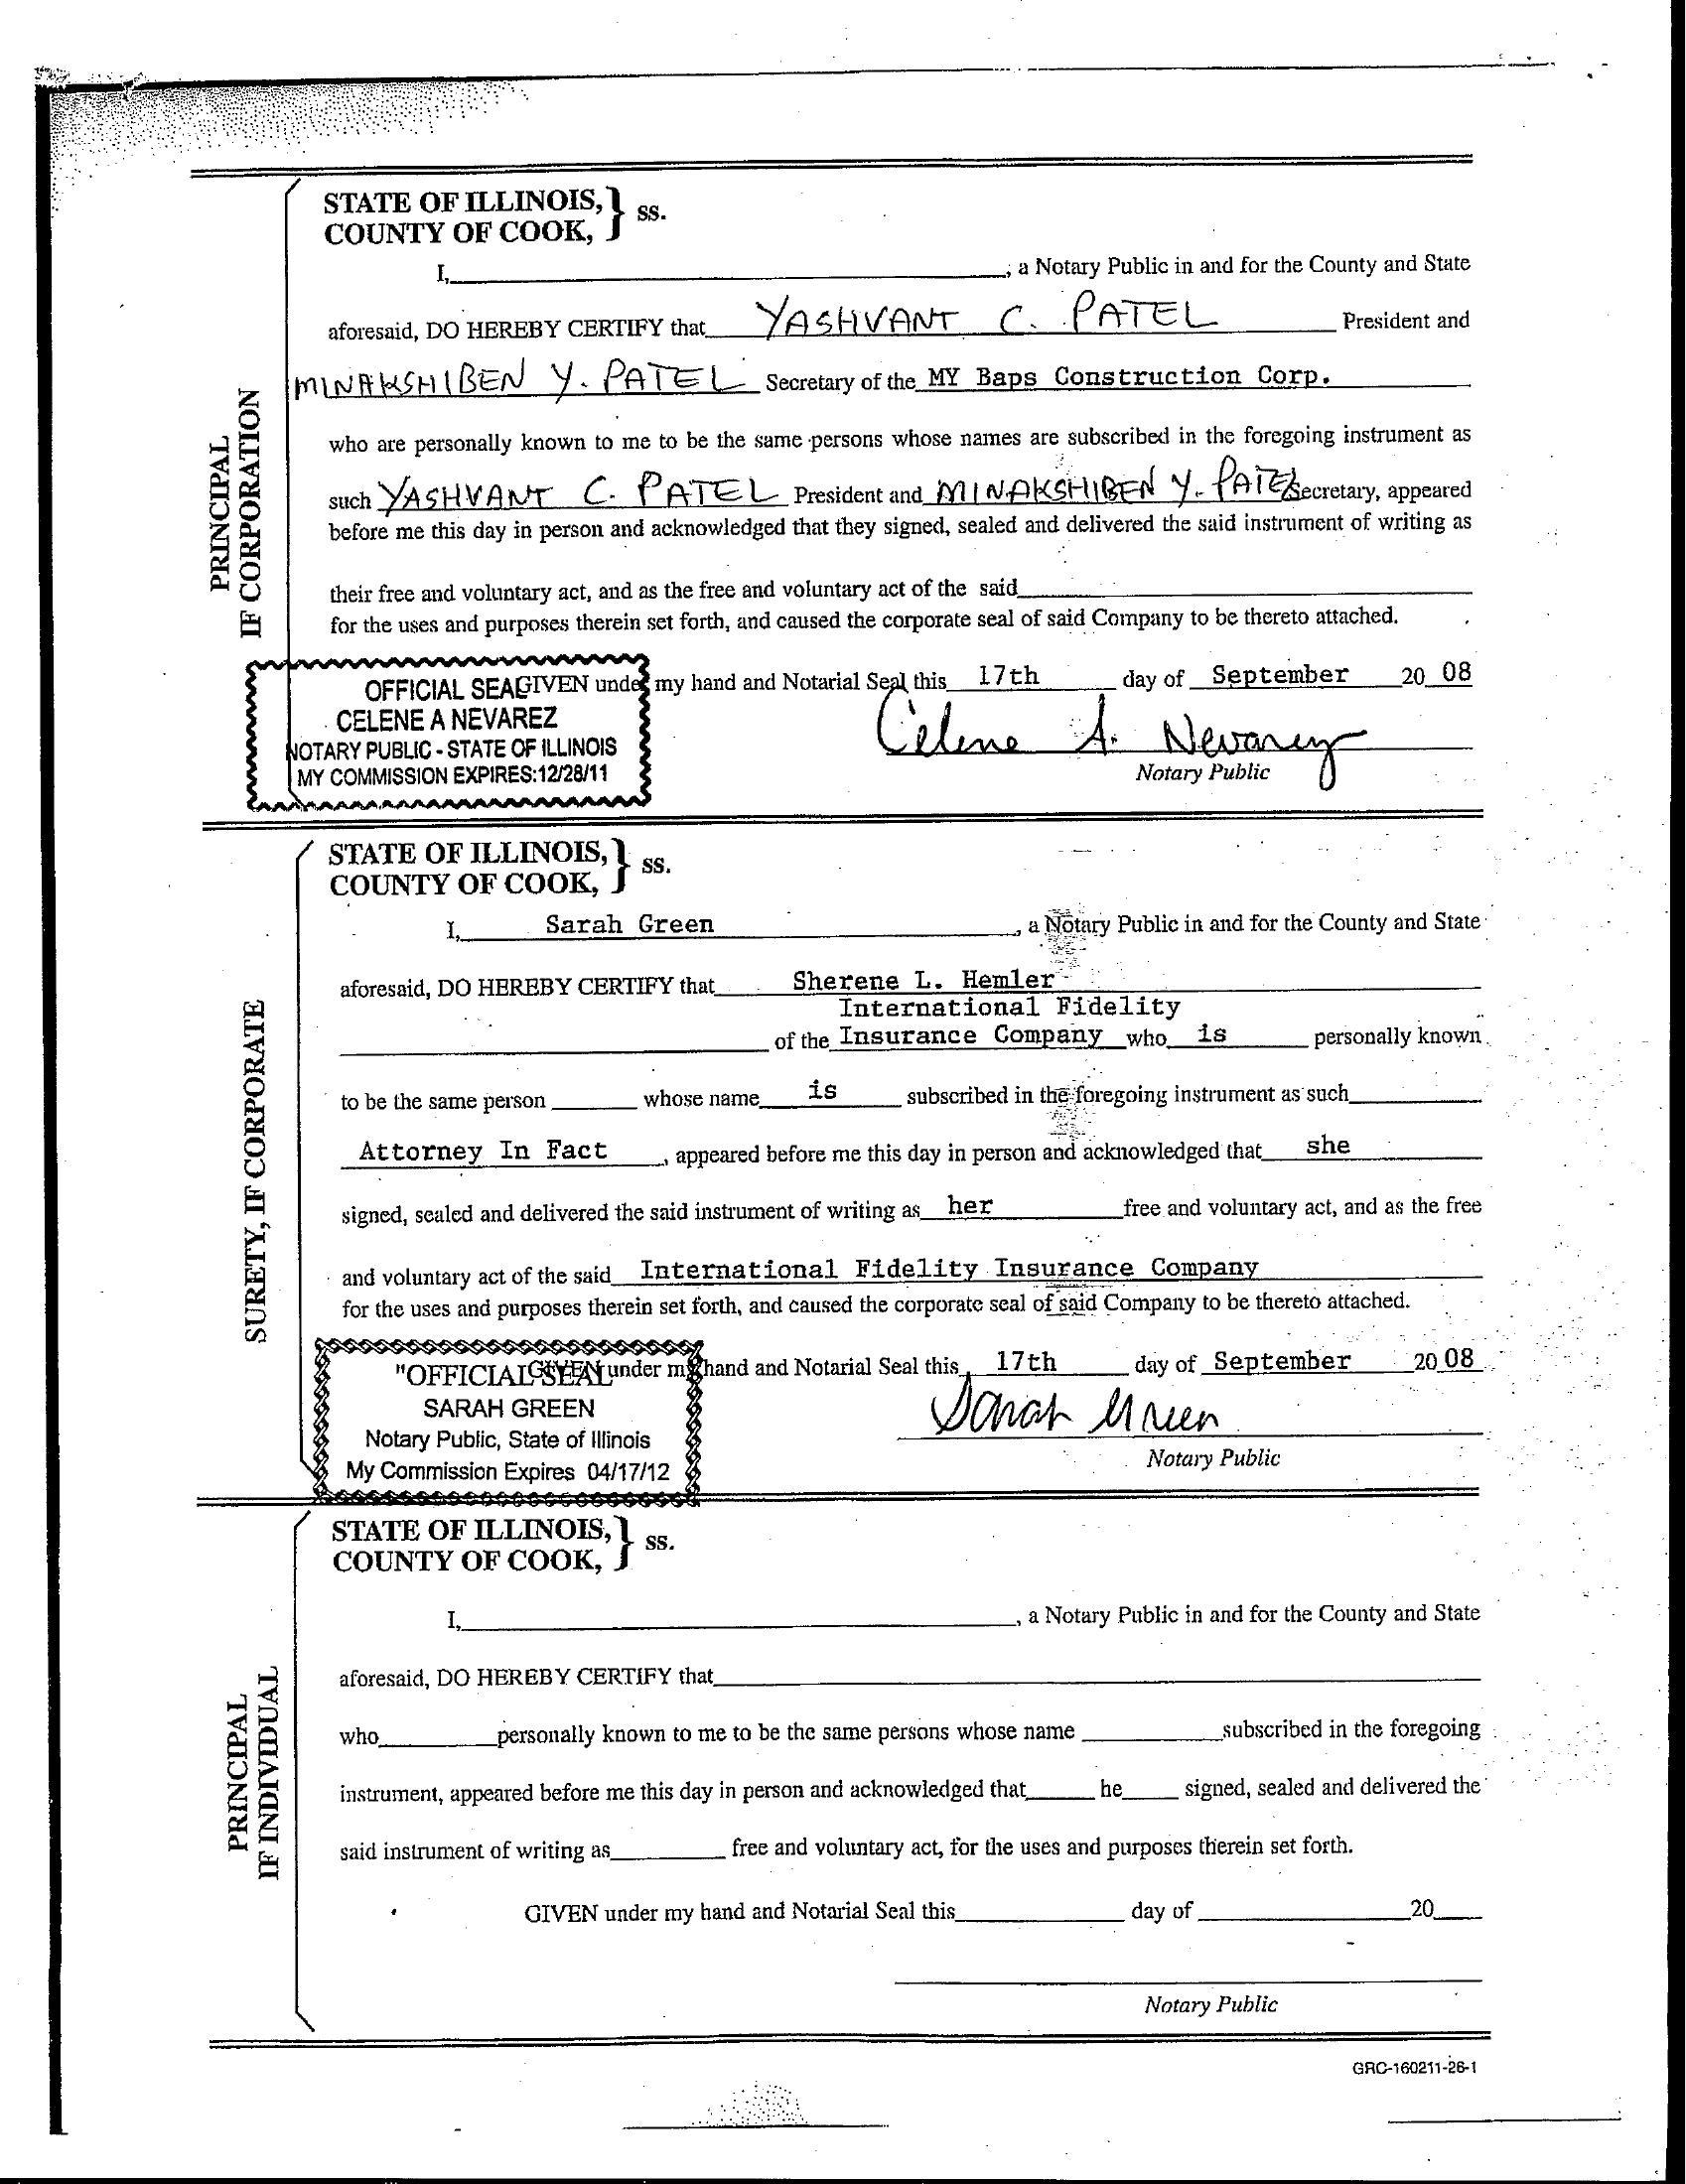 STATE OF ILLINOIS, } ss.
COUNTY OF COOK,
I, , a Notary Public in and for the County and State
aforesaid, DO HEREBY CERTIFY that YASHVANT C. PATEL President and
MINAKSHIBEN Y. PATEL Secretary of the MY Baps Construction Corp.
PRINCIPAL
IF CORPORATION
who are personally known to me to be the same persons whose names are subscribed in the foregoing instrument as
such YASHVANT C. PATEL President and MINAKSHIBEN Y. PATEL Secretary, appeared
before me this day in person and acknowledged that they signed, sealed and delivered the said instrument of writing as
their free and voluntary act, and as the free and voluntary act of the said
for the uses and purposes therein set forth, and caused the corporate seal of said Company to be thereto attached.
GIVEN under my hand and Notarial Seal this 17th day of September 20 08
OFFICIAL SEAL
CELENE A NEVAREZ
NOTARY PUBLIC - STATE OF ILLINOIS
MY COMMISSION EXPIRES:12/28/11
Celene A. Nevarez
Notary Public
STATE OF ILLINOIS, } ss.
COUNTY OF COOK,
I, Sarah Green , a Notary Public in and for the County and State
aforesaid, DO HEREBY CERTIFY that Sherene L. Hemler
International Fidelity
of the Insurance Company who is personally known
to be the same person whose name is subscribed in the foregoing instrument as such
SURETY, IF CORPORATE
Attorney In Fact , appeared before me this day in person and acknowledged that she
signed, sealed and delivered the said instrument of writing as her free and voluntary act, and as the free
and voluntary act of the said International Fidelity Insurance Company
for the uses and purposes therein set forth, and caused the corporate seal of said Company to be thereto attached.
GIVEN under my hand and Notarial Seal this 17th day of September 20 08
"OFFICIAL SEAL
SARAH GREEN
Notary Public, State of Illinois
My Commission Expires 04/17/12
Sarah Green
Notary Public
STATE OF ILLINOIS, } ss.
COUNTY OF COOK,
I, , a Notary Public in and for the County and State
aforesaid, DO HEREBY CERTIFY that
who personally known to me to be the same persons whose name subscribed in the foregoing
PRINCIPAL
IF INDIVIDUAL
instrument, appeared before me this day in person and acknowledged that he signed, sealed and delivered the
said instrument of writing as free and voluntary act, for the uses and purposes therein set forth.
GIVEN under my hand and Notarial Seal this day of 20
Notary Public
GRC-160211-26-1